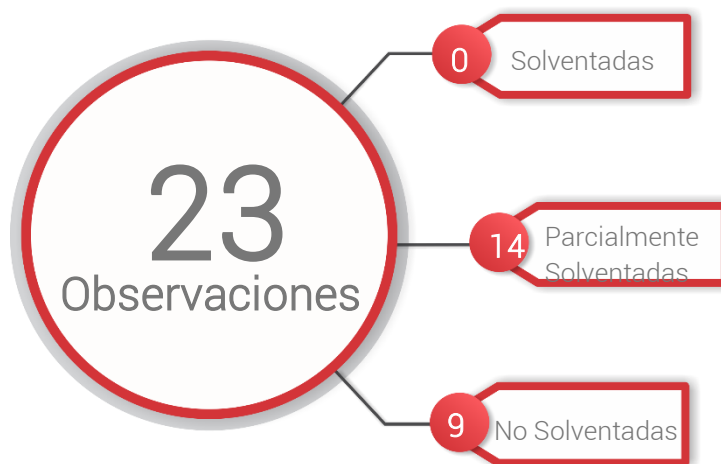 23
Observaciones
0
Solventadas
14
Parcialmente
Solventadas
9
No Solventadas